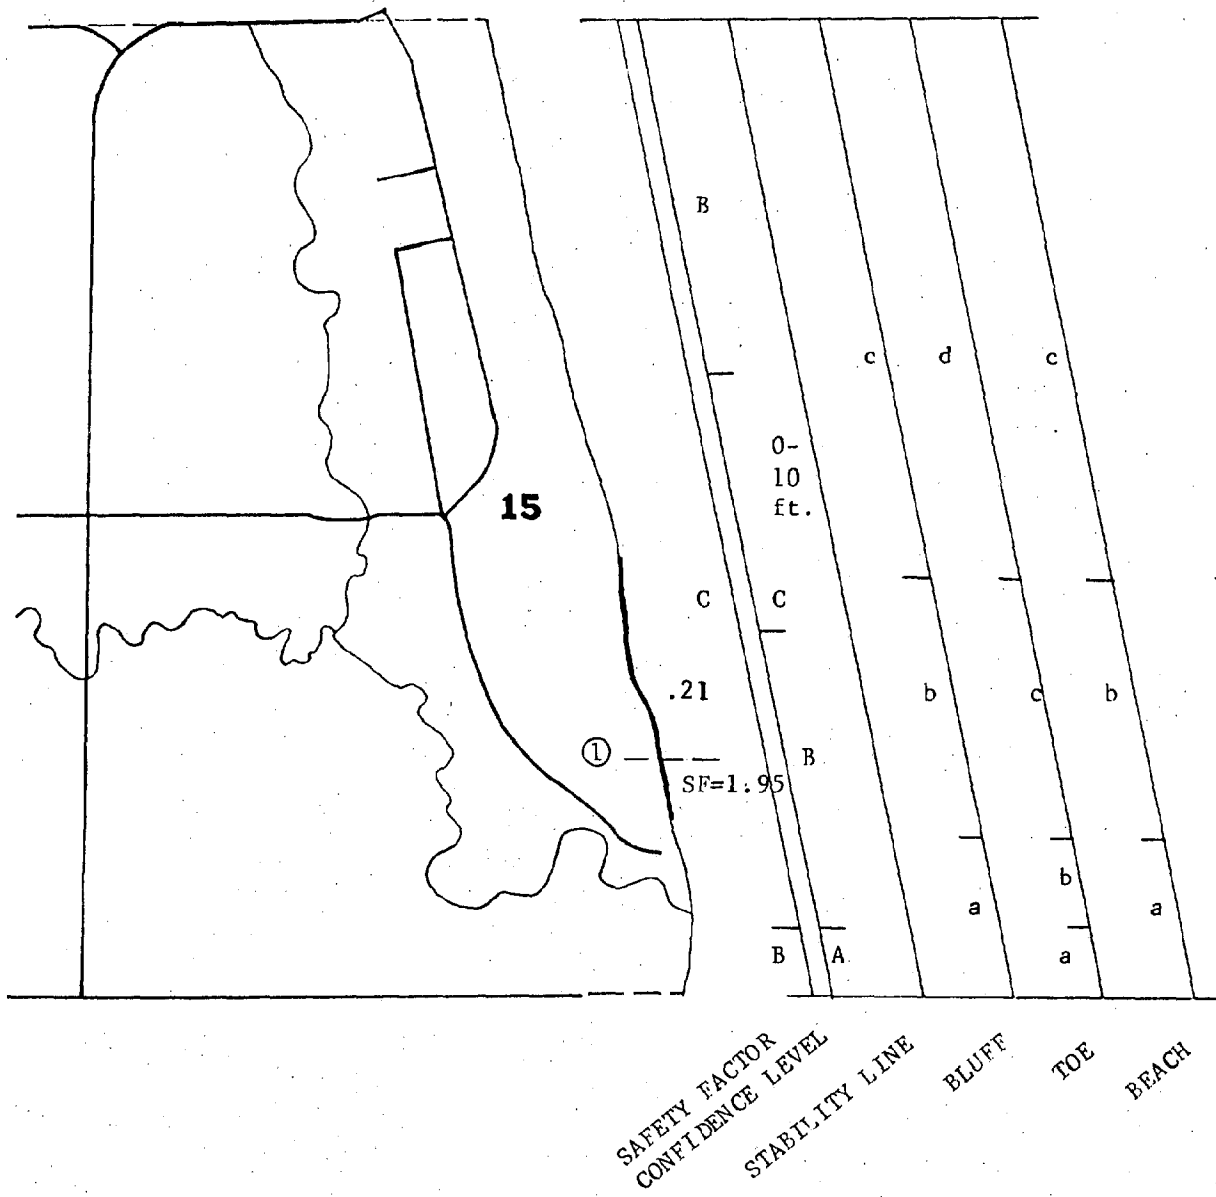 B
c d c
0-
10
ft.
15
C C
.21
b c b
①
B
SF=1.95
b
a a
B A a
SAFETY FACTOR
CONFIDENCE LEVEL
STABILITY LINE
BLUFF
TOE
BEACH